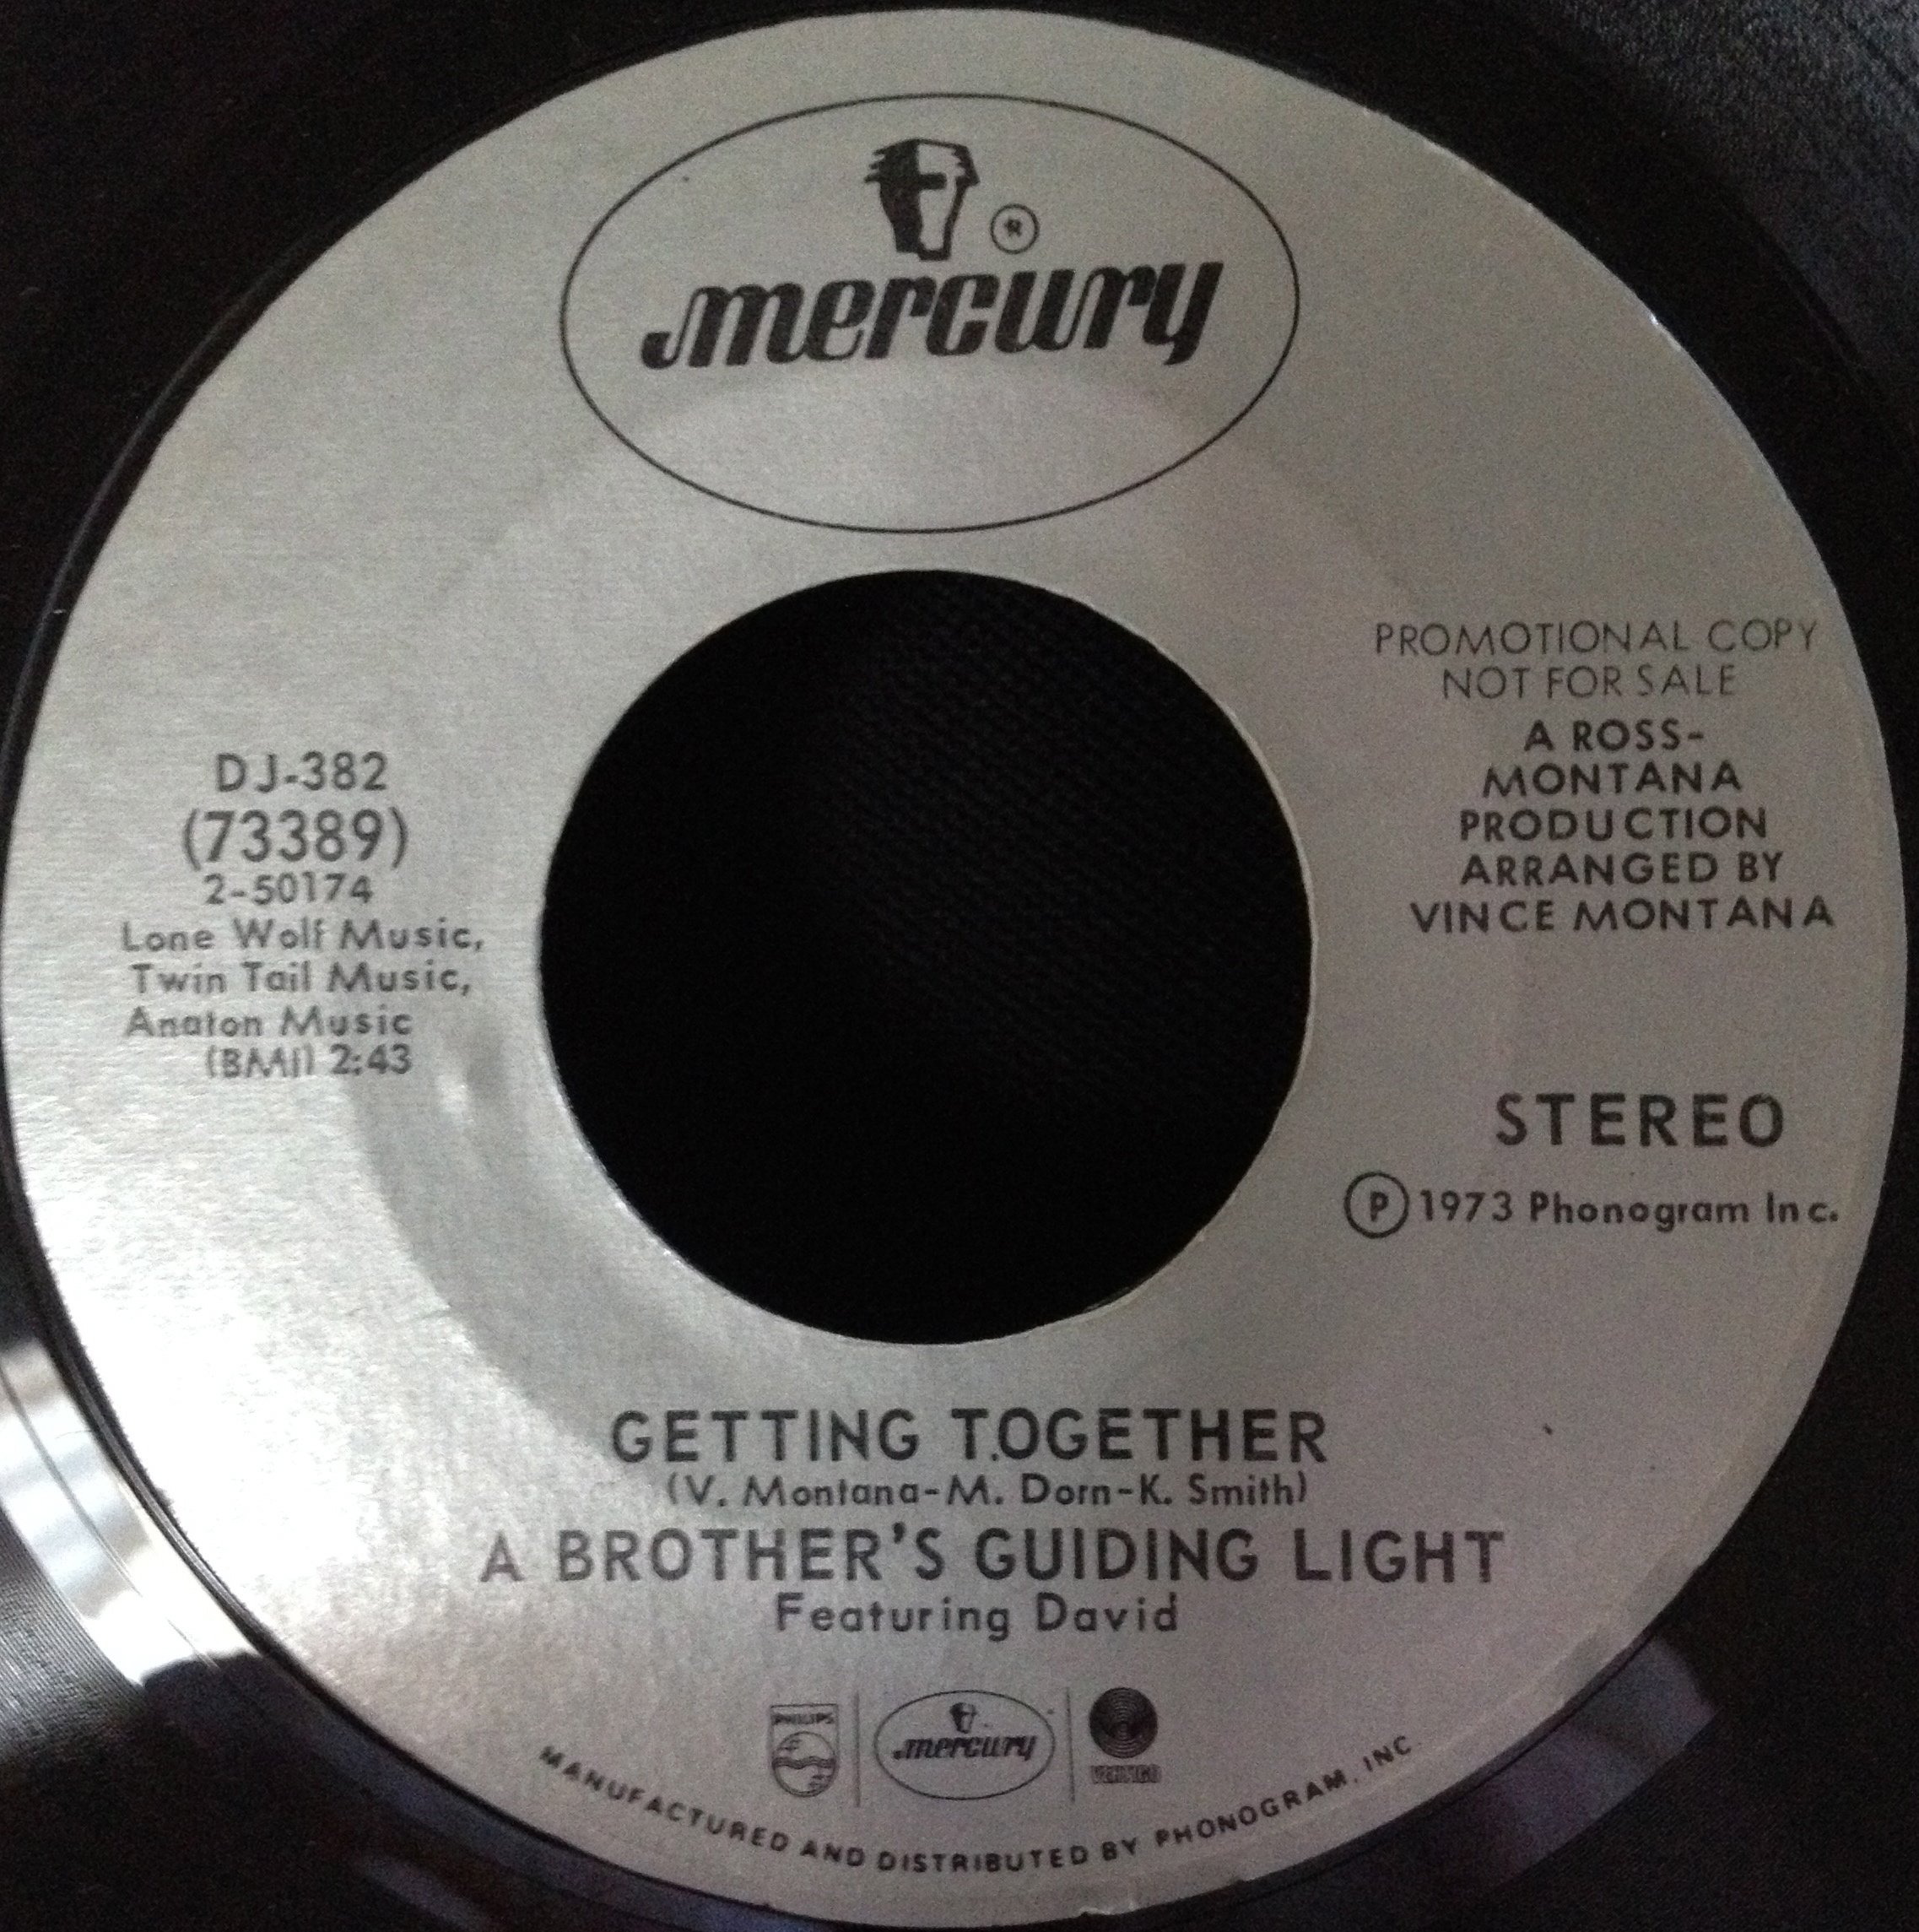 ®
mercury
PROMOTIONAL COPY
NOT FOR SALE
A ROSS-
MONTANA
PRODUCTION
ARRANGED BY
VINCE MONTANA
DJ-382
(73389)
2-50174
Lone Wolf Music,
Twin Tail Music,
Anaton Music
(BMI) 2:43
STEREO
Ⓟ 1973 Phonogram Inc.
GETTING TOGETHER
(V. Montana-M. Dorn-K. Smith)
A BROTHER'S GUIDING LIGHT
Featuring David
PHILIPS
mercury
VERTIGO
MANUFACTURED AND DISTRIBUTED BY PHONOGRAM, INC.